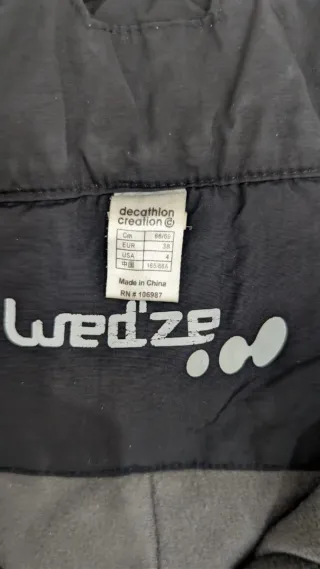 decathlon
creation ©
Cm
EUR 38
USA 4
Made in China
RN # 106987
wed'ze